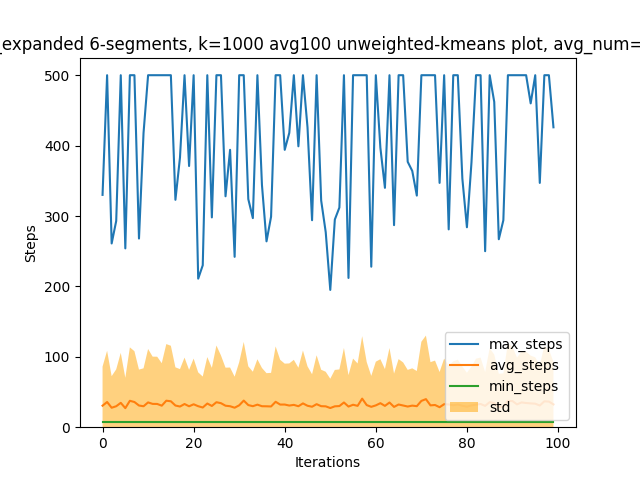 _expanded 6-segments, k=1000 avg100 unweighted-kmeans plot, avg_num=
500
400
300
200
100
0
Steps
0 20 40 60 80 100
Iterations
max_steps
avg_steps
min_steps
std